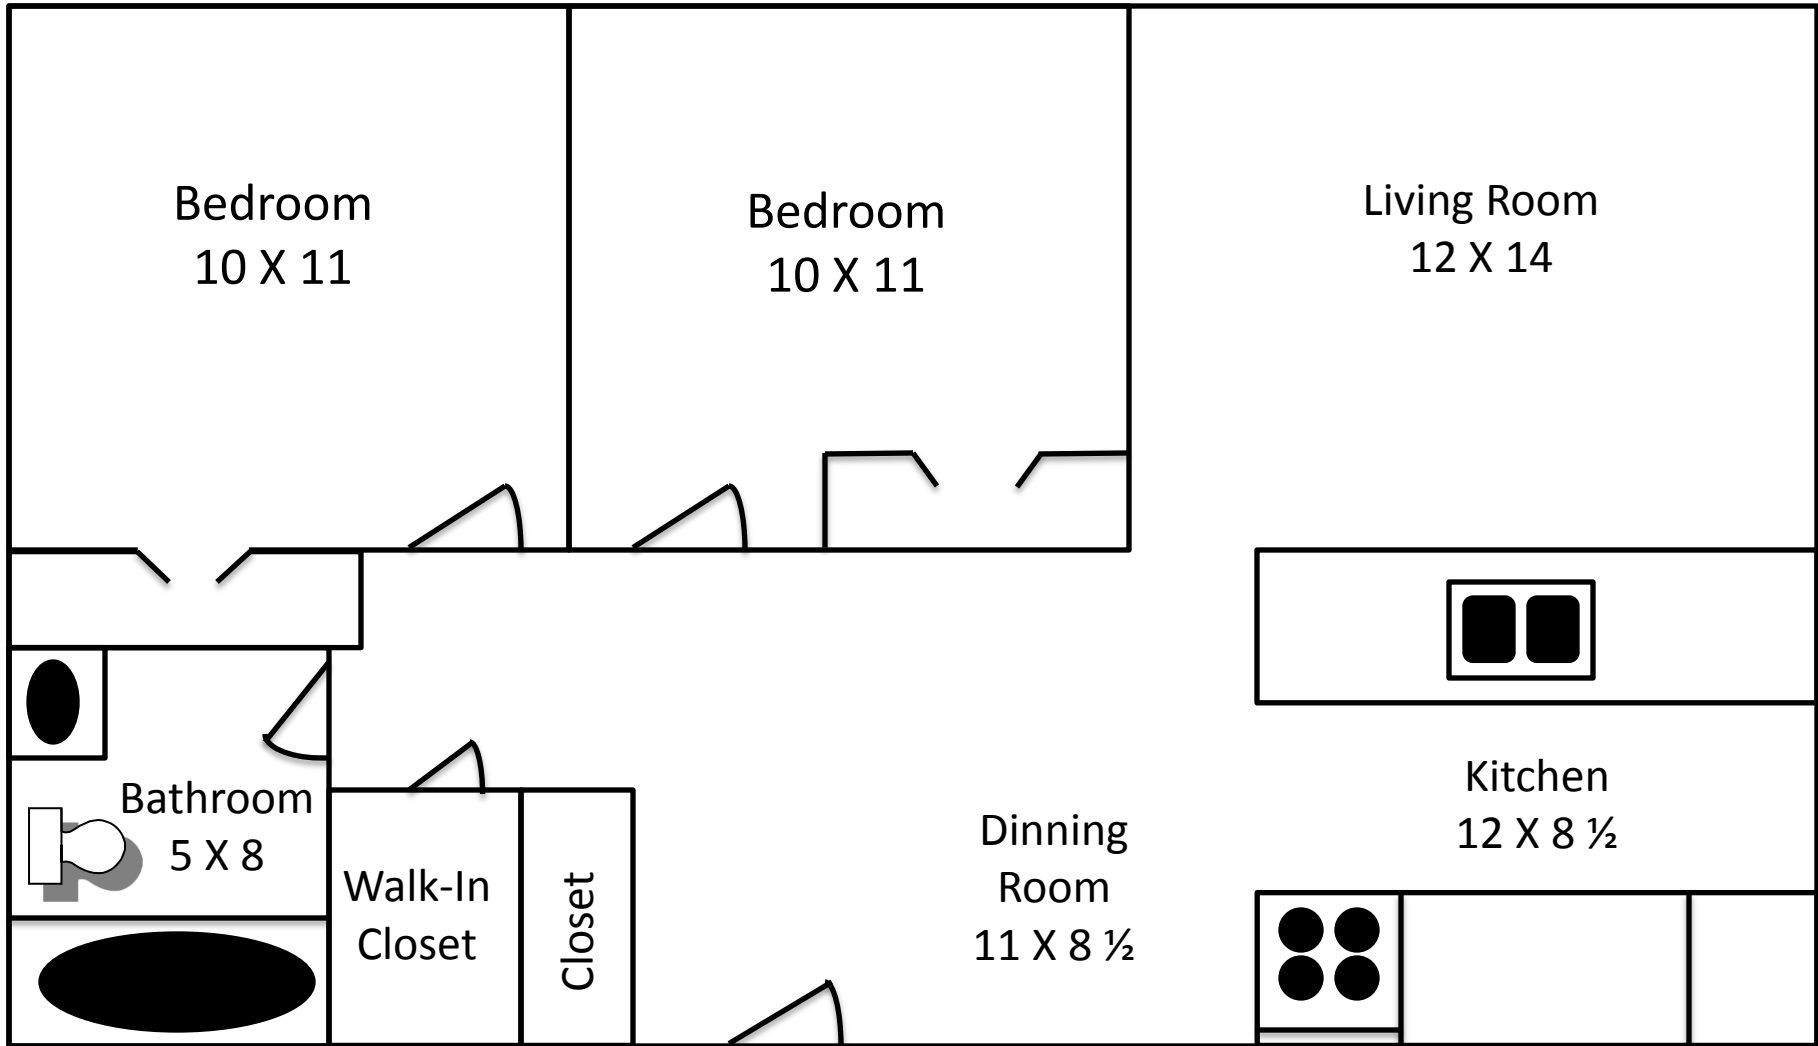 Bedroom
10 X 11
Bedroom
10 X 11
Living Room
12 X 14
Bathroom
5 X 8
Walk-In
Closet
Closet
Dinning
Room
11 X 8 ½
Kitchen
12 X 8 ½